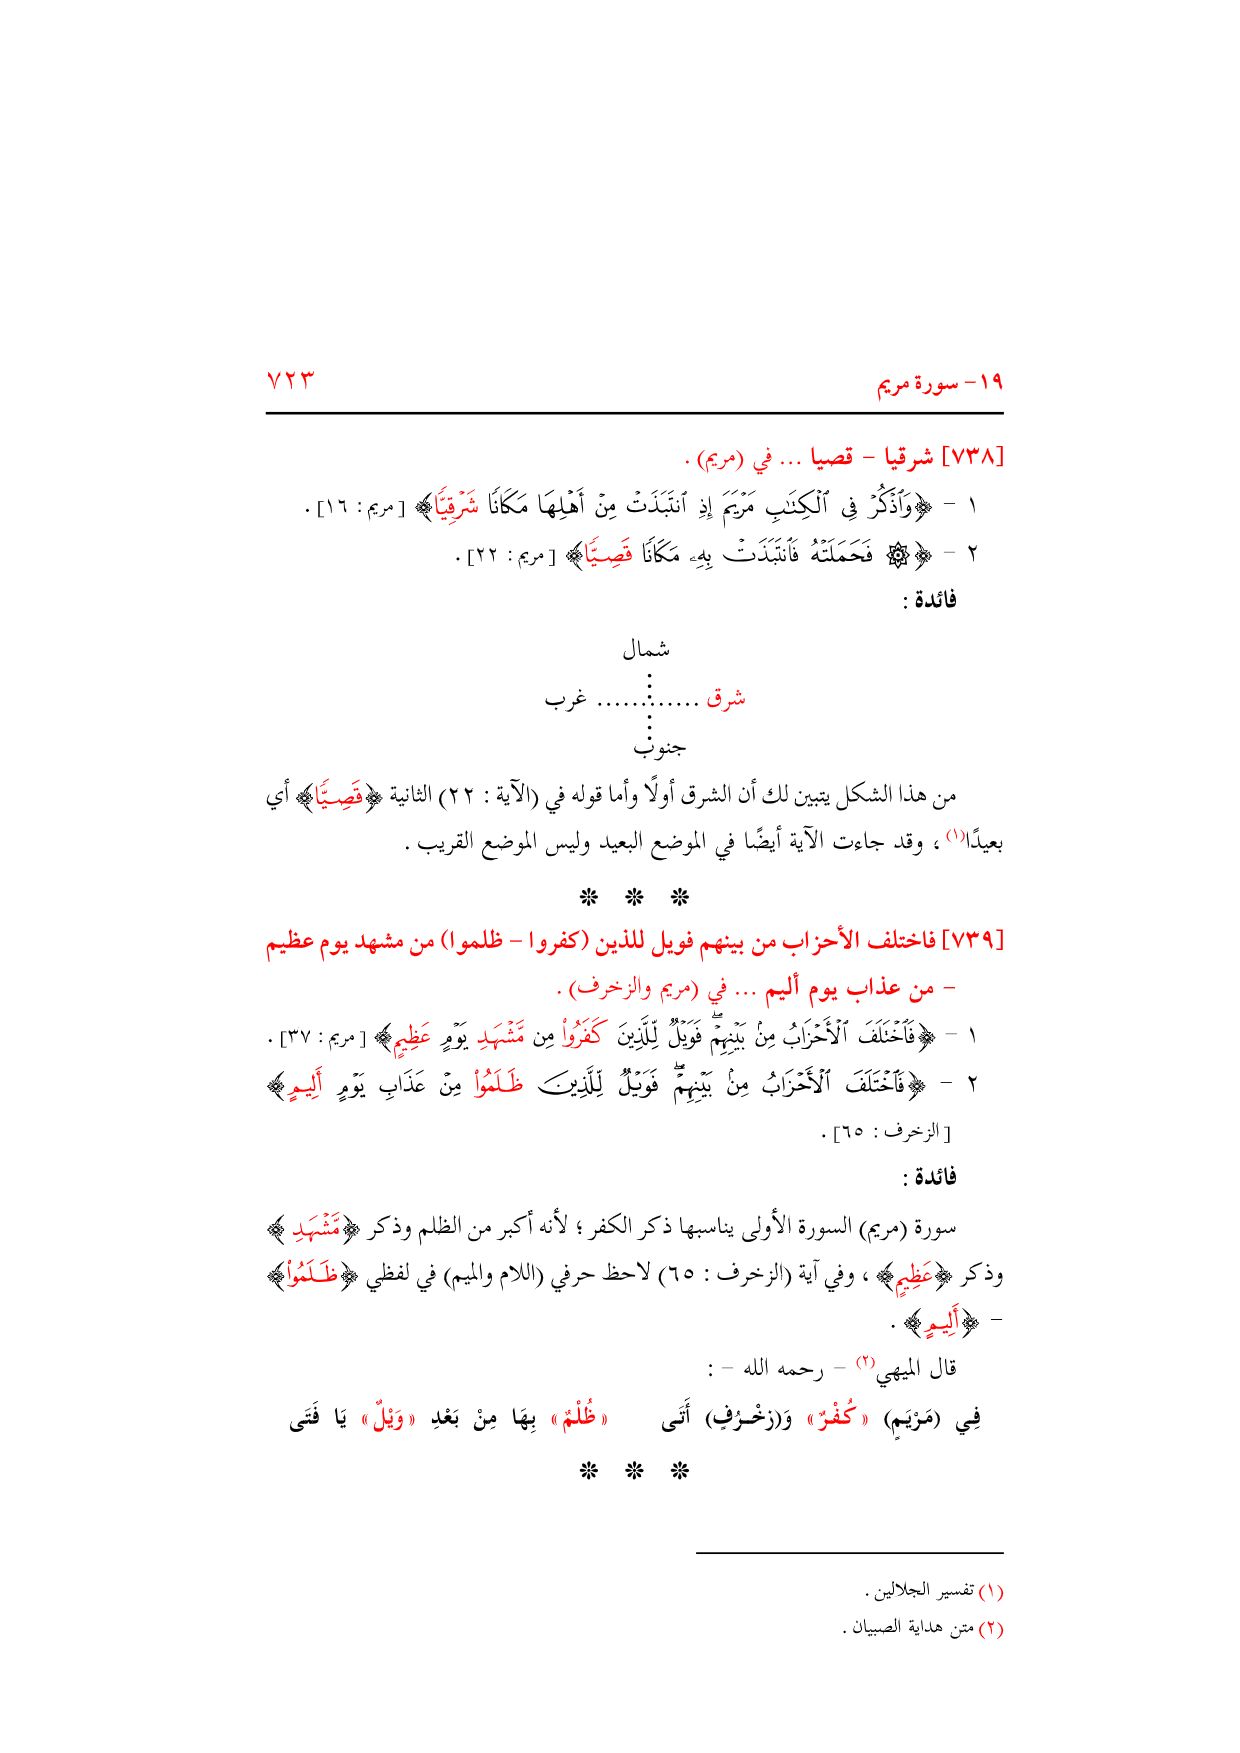 ١٩- سورة مريم ٧٢٣
[٧٣٨] شرقيا - قصيا ... في (مريم) .
١ - ﴿وَٱذۡكُرۡ فِي ٱلۡكِتَٰبِ مَرۡيَمَ إِذِ ٱنتَبَذَتۡ مِنۡ أَهۡلِهَا مَكَانٗا شَرۡقِيّٗا﴾ [مريم : ١٦] .
٢ - ﴿۞ فَحَمَلَتۡهُ فَٱنتَبَذَتۡ بِهِۦ مَكَانٗا قَصِيّٗا﴾ [مريم : ٢٢] .
فائدة :
شمال
شرق ............. غرب
جنوب
من هذا الشكل يتبين لك أن الشرق أولًا وأما قوله في (الآية : ٢٢) الثانية ﴿قَصِيّٗا﴾ أي
بعيدًا(١) ، وقد جاءت الآية أيضًا في الموضع البعيد وليس الموضع القريب .
❊ ❊ ❊
[٧٣٩] فاختلف الأحزاب من بينهم فويل للذين (كفروا - ظلموا) من مشهد يوم عظيم
- من عذاب يوم أليم ... في (مريم والزخرف) .
١ - ﴿فَٱخۡتَلَفَ ٱلۡأَحۡزَابُ مِنۢ بَيۡنِهِمۡۖ فَوَيۡلٞ لِّلَّذِينَ كَفَرُواْ مِن مَّشۡهَدِ يَوۡمٍ عَظِيمٍ﴾ [مريم : ٣٧] .
٢ - ﴿فَٱخۡتَلَفَ ٱلۡأَحۡزَابُ مِنۢ بَيۡنِهِمۡۖ فَوَيۡلٞ لِّلَّذِينَ ظَلَمُواْ مِنۡ عَذَابِ يَوۡمٍ أَلِيمٍ﴾
[الزخرف : ٦٥] .
فائدة :
سورة (مريم) السورة الأولى يناسبها ذكر الكفر ؛ لأنه أكبر من الظلم وذكر ﴿مَّشۡهَدِ﴾
وذكر ﴿عَظِيمٍ﴾ ، وفي آية (الزخرف : ٦٥) لاحظ حرفي (اللام والميم) في لفظي ﴿ظَلَمُواْ﴾
- ﴿أَلِيمٍ﴾ .
قال الميهي(٢) - رحمه الله - :
فِي (مَرْيَمٍ) «كُفْرٌ» وَ(زخْرُفٍ) أَتَى «ظُلْمٌ» بِهَا مِنْ بَعْدِ «وَيْلٌ» يَا فَتَى
❊ ❊ ❊
(١) تفسير الجلالين .
(٢) متن هداية الصبيان .